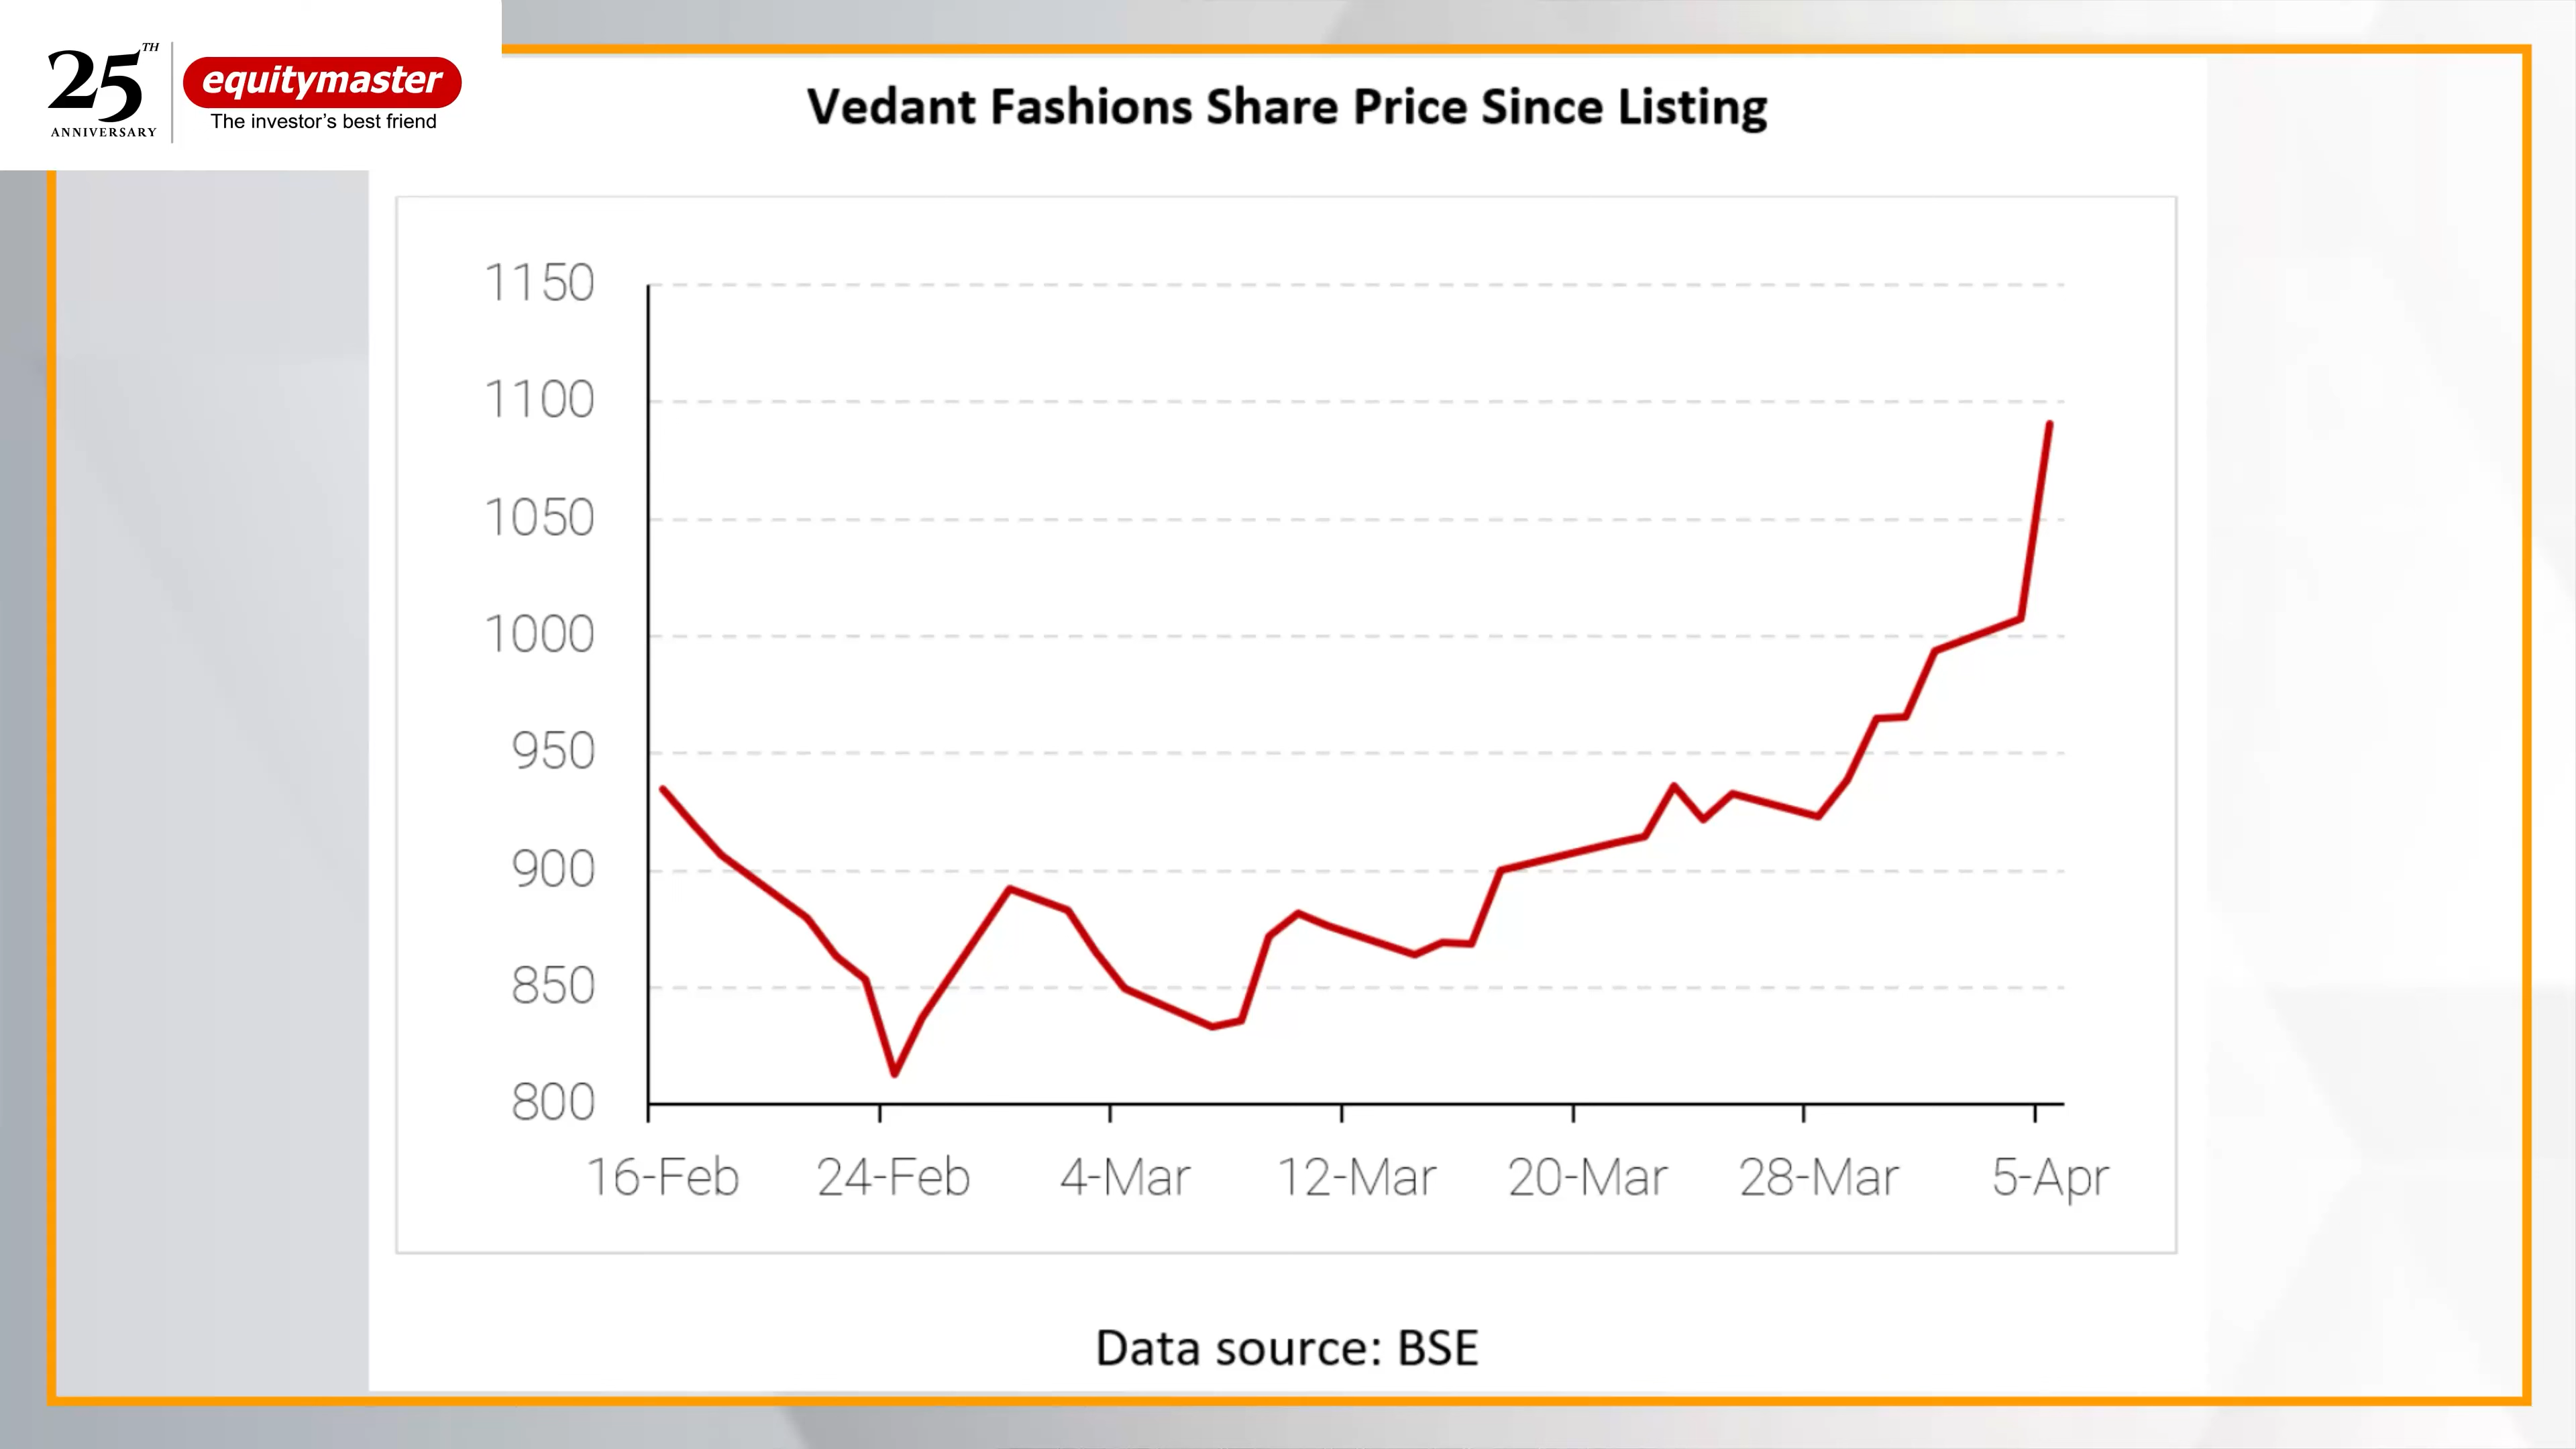 25TH
ANNIVERSARY
equitymaster
The investor's best friend
Vedant Fashions Share Price Since Listing
1150
1100
1050
1000
950
900
850
800
16-Feb 24-Feb 4-Mar 12-Mar 20-Mar 28-Mar 5-Apr
Data source: BSE